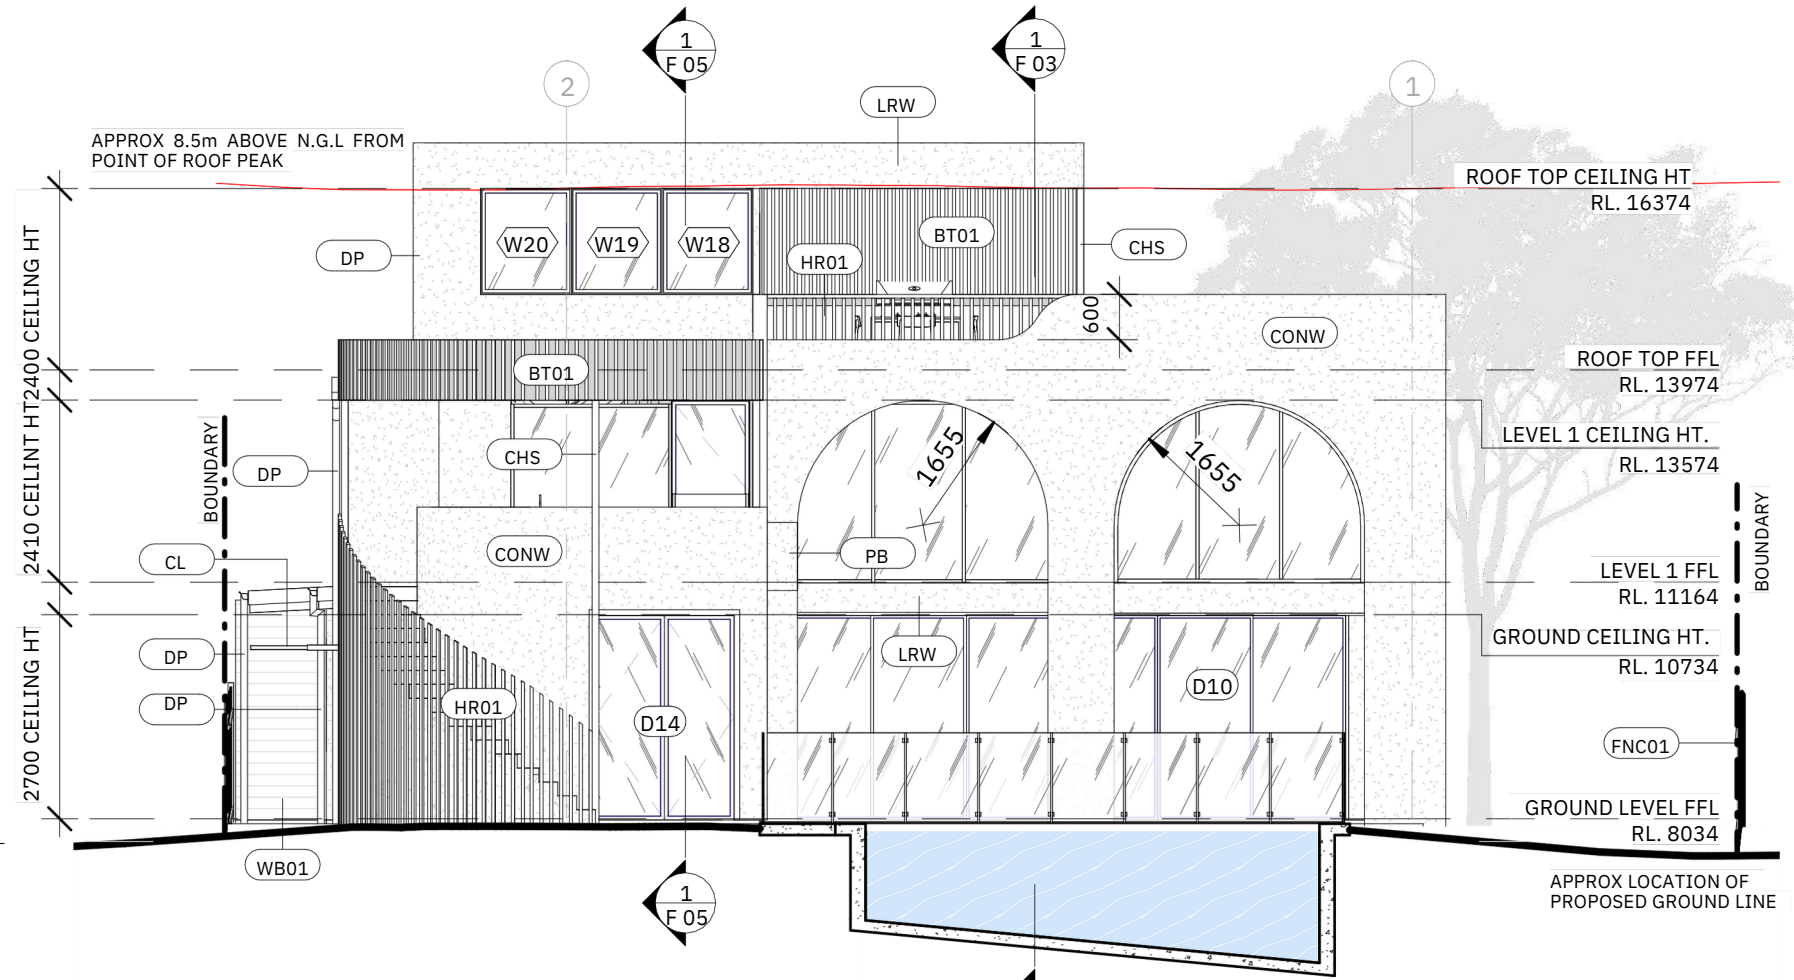 1
F 05
1
F 03
2
1
LRW
APPROX 8.5m ABOVE N.G.L FROM
POINT OF ROOF PEAK
ROOF TOP CEILING HT
RL. 16374
W20
W19
W18
BT01
HR01
CHS
DP
600
CONW
2400 CEILING HT
BT01
ROOF TOP FFL
RL. 13974
LEVEL 1 CEILING HT.
RL. 13574
BOUNDARY
DP
CHS
1655
1655
2410 CEILINT HT
CL
CONW
PB
BOUNDARY
LEVEL 1 FFL
RL. 11164
GROUND CEILING HT.
RL. 10734
DP
LRW
DP
HR01
D14
D10
2700 CEILING HT
FNC01
GROUND LEVEL FFL
RL. 8034
WB01
1
F 05
APPROX LOCATION OF
PROPOSED GROUND LINE